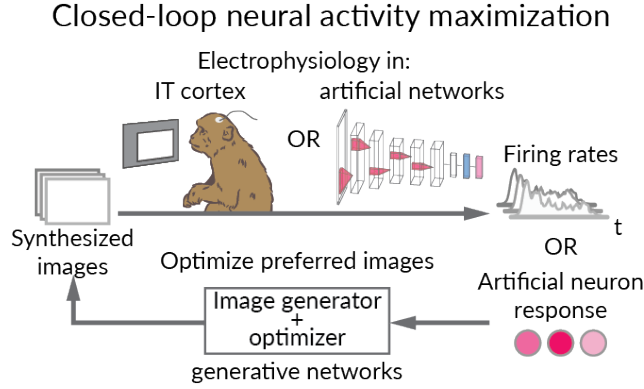 Closed-loop neural activity maximization
Electrophysiology in:
IT cortex
artificial networks
OR
Firing rates
t
Synthesized
images
OR
Optimize preferred images
Artificial neuron
response
Image generator
+
optimizer
generative networks